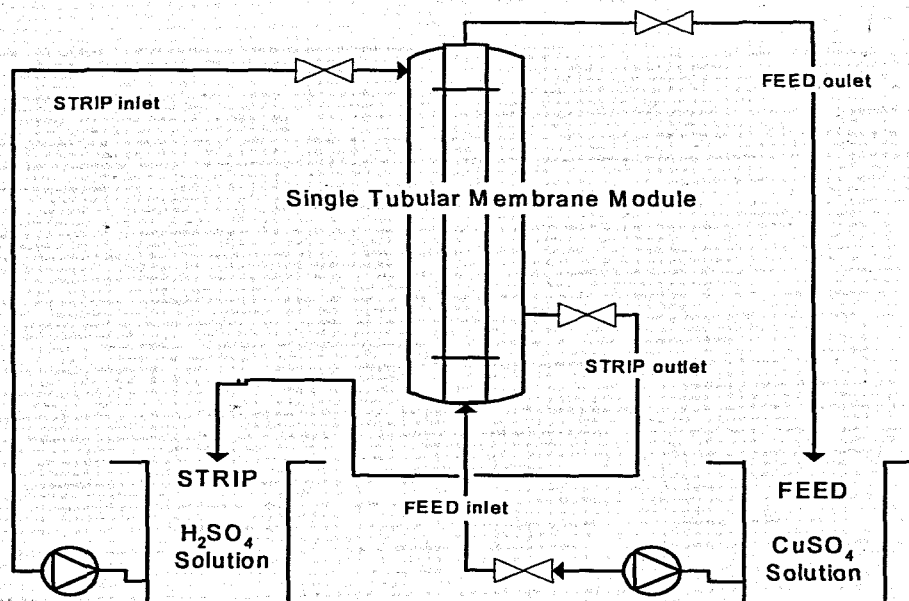 STRIP inlet
FEED oulet
Single Tubular Membrane Module
STRIP outlet
STRIP
H₂SO₄
Solution
FEED inlet
FEED
CuSO₄
Solution